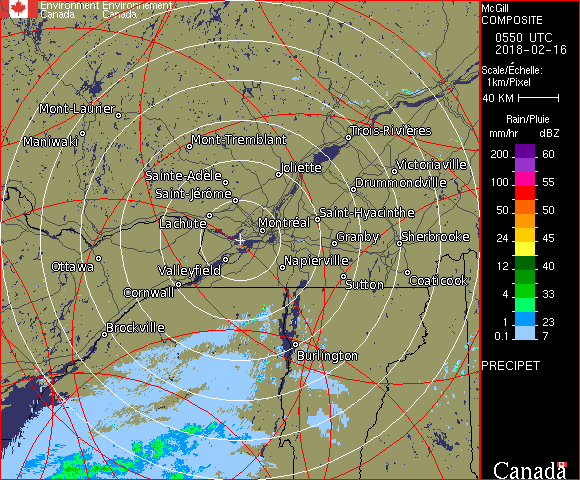 Environment Environnement
Canada Canada
McGill
COMPOSITE
0550 UTC
2018-02-16
Scale/Échelle:
1km/Pixel
40 KM
Rain/Pluie
mm/hr dBZ
200 60
155
100 55
50 50
24 45
12 40
4 33
1 23
0.1 7
PRECIPET
Mont-Laurier
Maniwaki
Mont-Tremblant
Trois-Rivières
Sainte-Adèle
Joliette
Victoriaville
Saint-Jérôme
Drummondville
Lachute
Montréal
Saint-Hyacinthe
Granby
Sherbrooke
Ottawa
Valleyfield
Napierville
Cornwall
Sutton
Coaticook
Brockville
Burlington
Canada